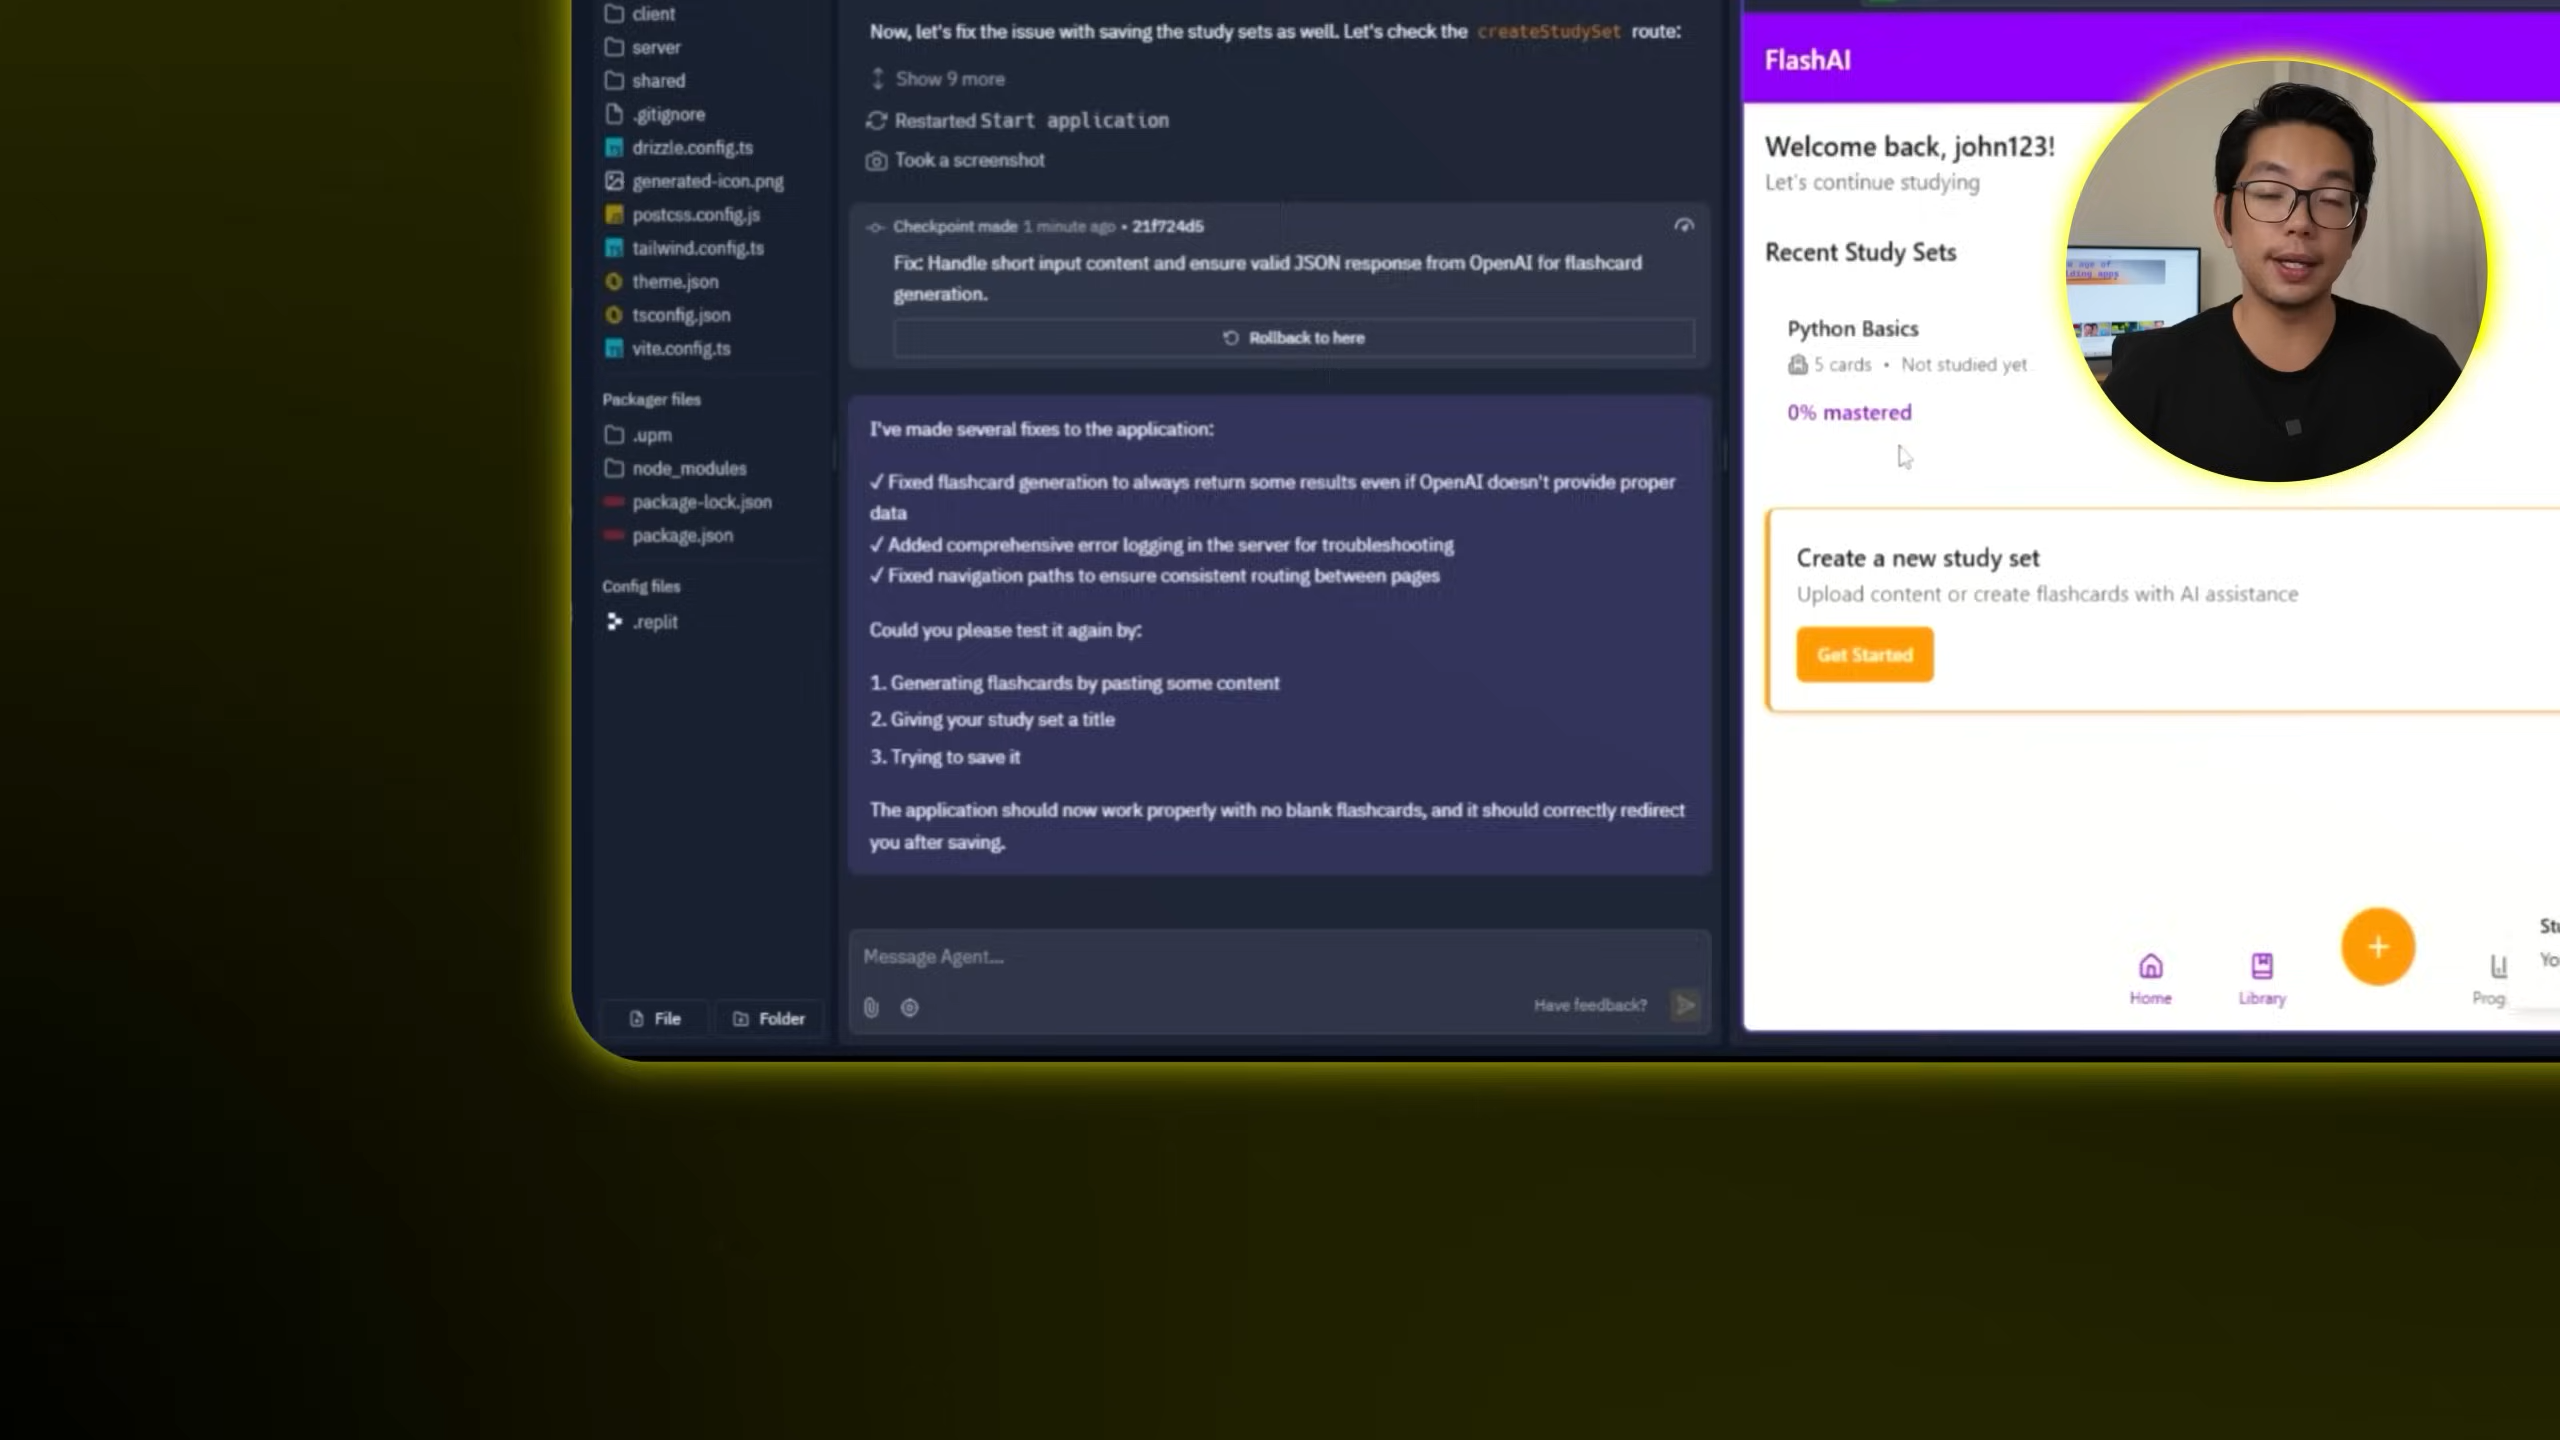 client
server
shared
.gitignore
drizzle.config.ts
generated-icon.png
postcss.config.js
tailwind.config.ts
theme.json
tsconfig.json
vite.config.ts
Packager files
.upm
node_modules
package-lock.json
package.json
Config files
.replit
File
Folder
Now, let's fix the issue with saving the study sets as well. Let's check the createStudySet route:
Show 9 more
Restarted Start application
Took a screenshot
Checkpoint made 1 minute ago • 21f724d5
Fix: Handle short input content and ensure valid JSON response from OpenAI for flashcard
generation.
Rollback to here
I've made several fixes to the application:
✓ Fixed flashcard generation to always return some results even if OpenAI doesn't provide proper
data
✓ Added comprehensive error logging in the server for troubleshooting
✓ Fixed navigation paths to ensure consistent routing between pages
Could you please test it again by:
1. Generating flashcards by pasting some content
2. Giving your study set a title
3. Trying to save it
The application should now work properly with no blank flashcards, and it should correctly redirect
you after saving.
Message Agent...
Have feedback?
FlashAI
Welcome back, john123!
Let's continue studying
Recent Study Sets
Python Basics
5 cards • Not studied yet
0% mastered
Create a new study set
Upload content or create flashcards with AI assistance
Get Started
Home
Library
Prog
Stu
Yo